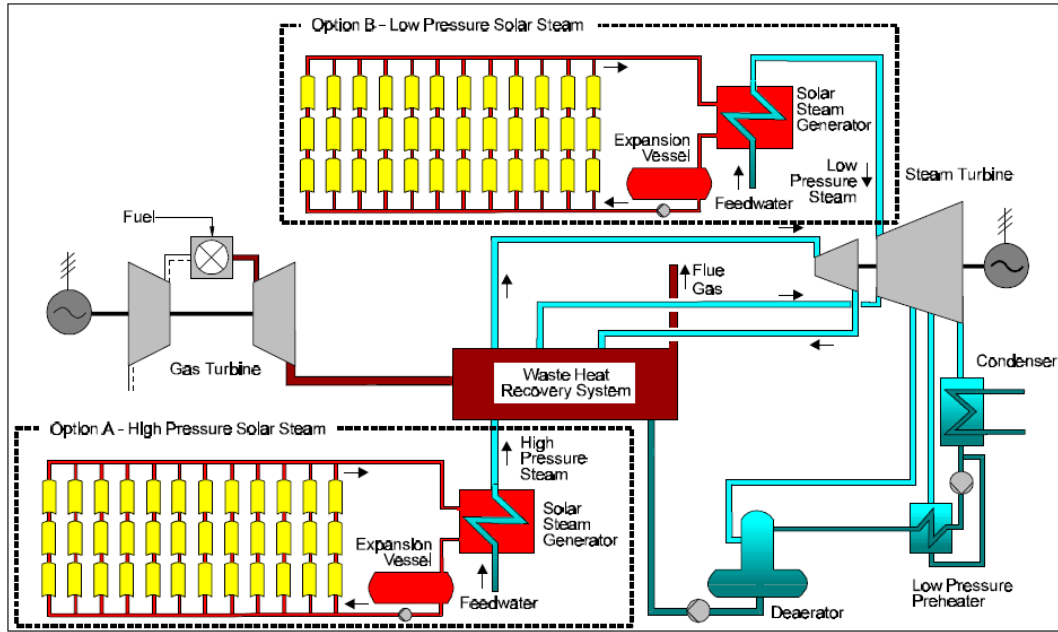 Option B - Low Pressure Solar Steam
Solar
Steam
Generator
Expansion
Vessel
Feedwater
Low
Pressure
Steam
Steam Turbine
Fuel
Gas Turbine
Flue
Gas
Waste Heat
Recovery System
Condenser
Option A - High Pressure Solar Steam
High
Pressure
Steam
Solar
Steam
Generator
Expansion
Vessel
Feedwater
Deaerator
Low Pressure
Preheater